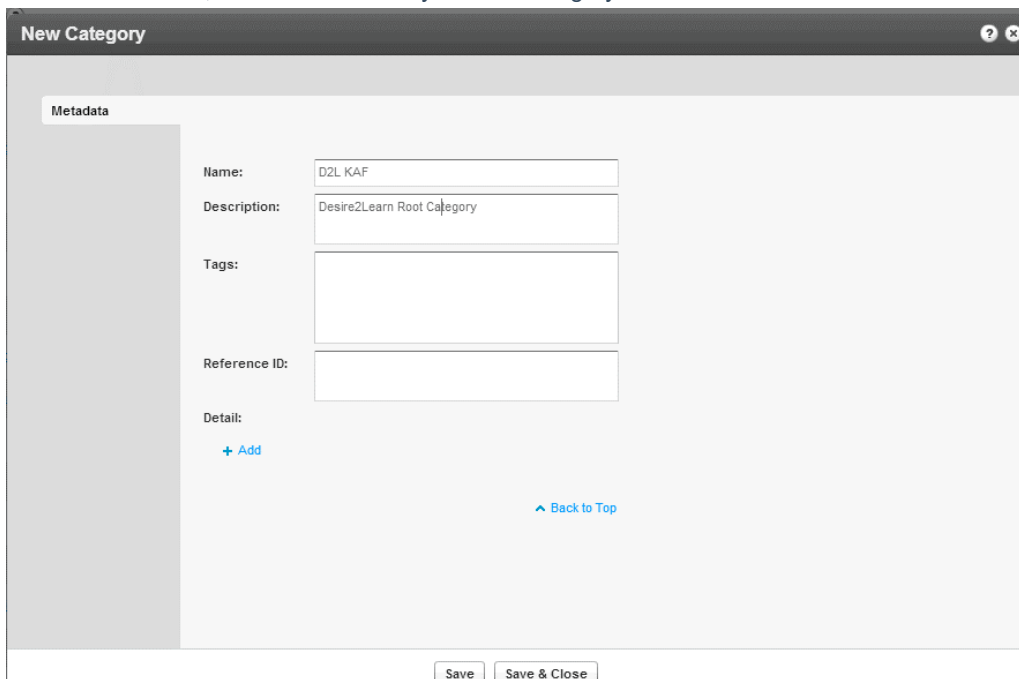 New Category
Metadata
Name:
D2L KAF
Description:
Desire2Learn Root Category
Tags:
Reference ID:
Detail:
+ Add
Back to Top
Save
Save & Close